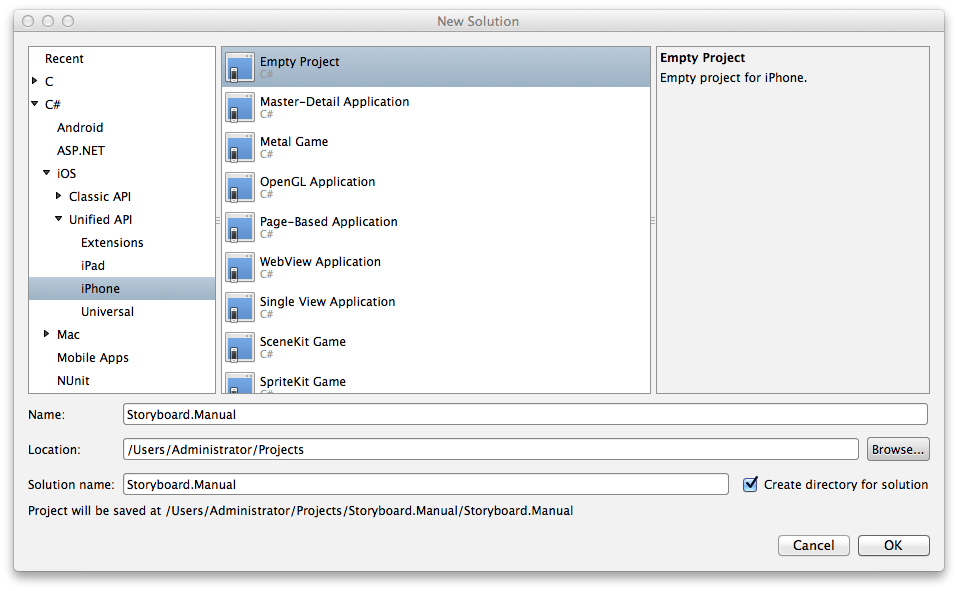 New Solution
Recent
C
C#
Android
ASP.NET
iOS
Classic API
Unified API
Extensions
iPad
iPhone
Universal
Mac
Mobile Apps
NUnit
Empty Project
C#
Master-Detail Application
C#
Metal Game
C#
OpenGL Application
C#
Page-Based Application
C#
WebView Application
C#
Single View Application
C#
SceneKit Game
C#
SpriteKit Game
C#
Empty Project
Empty project for iPhone.
Name: Storyboard.Manual
Location: /Users/Administrator/Projects Browse...
Solution name: Storyboard.Manual Create directory for solution
Project will be saved at /Users/Administrator/Projects/Storyboard.Manual/Storyboard.Manual
Cancel OK